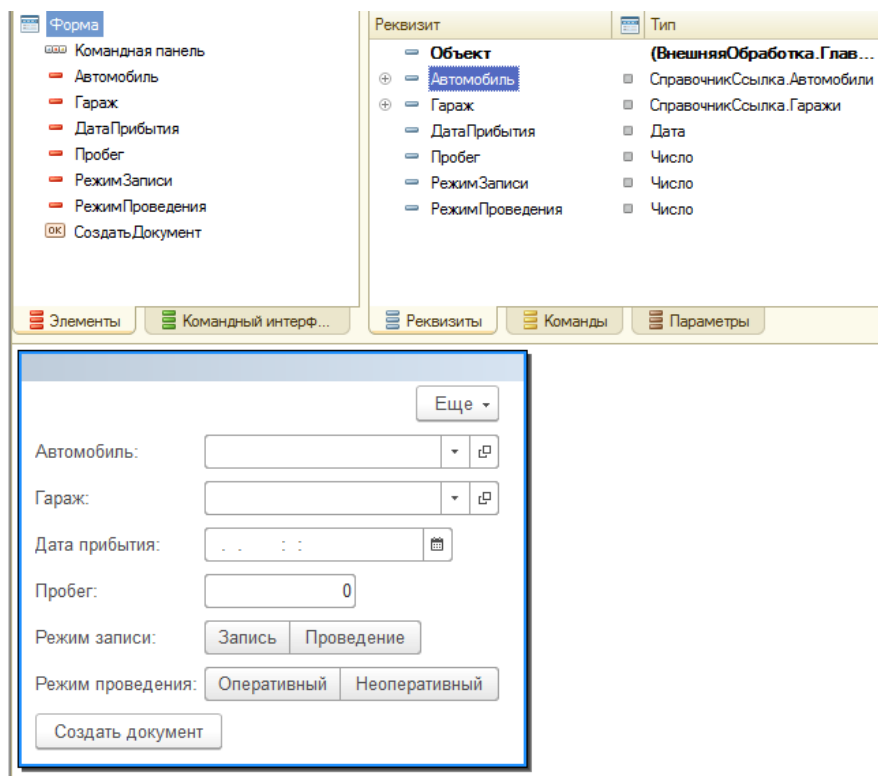 Форма
Командная панель
Автомобиль
Гараж
ДатаПрибытия
Пробег
РежимЗаписи
РежимПроведения
OK СоздатьДокумент
Элементы Командный интерф...
Реквизит Тип
Объект (ВнешняяОбработка.Глав...
Автомобиль СправочникСсылка.Автомобили
Гараж СправочникСсылка.Гаражи
ДатаПрибытия Дата
Пробег Число
РежимЗаписи Число
РежимПроведения Число
Реквизиты Команды Параметры
Еще
Автомобиль:
Гараж:
Дата прибытия: . . : :
Пробег: 0
Режим записи: Запись Проведение
Режим проведения: Оперативный Неоперативный
Создать документ